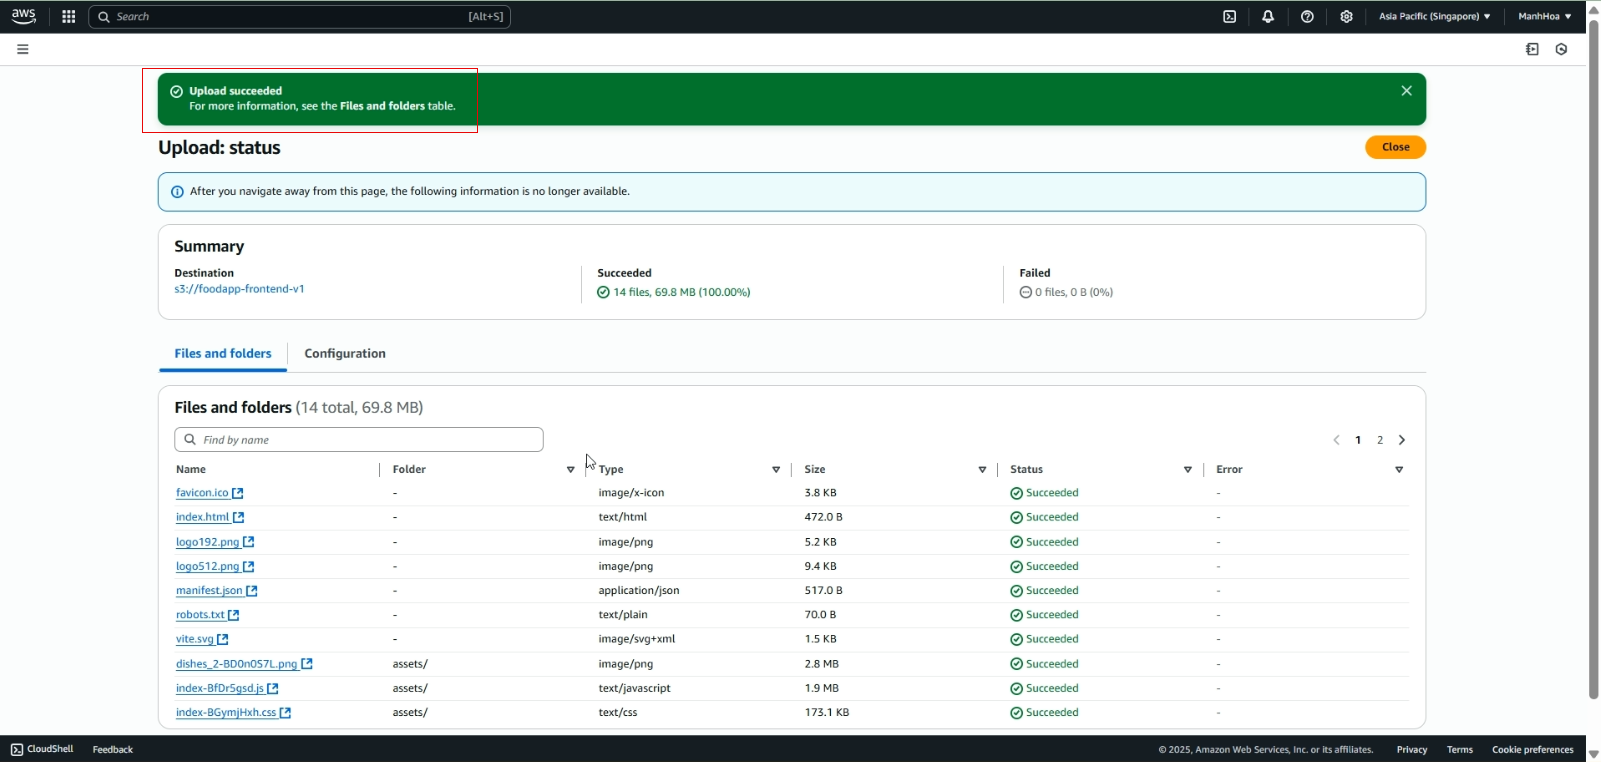 aws
Search [Alt+S]
Asia Pacific (Singapore) ▼
ManhHoa ▼
Upload succeeded
For more information, see the Files and folders table.
Upload: status
Close
After you navigate away from this page, the following information is no longer available.
Summary
Destination
s3://foodapp-frontend-v1
Succeeded
14 files, 69.8 MB (100.00%)
Failed
0 files, 0 B (0%)
Files and folders
Configuration
Files and folders (14 total, 69.8 MB)
Find by name
1 2
Name Folder Type Size Status Error
favicon.ico - image/x-icon 3.8 KB Succeeded -
index.html - text/html 472.0 B Succeeded -
logo192.png - image/png 5.2 KB Succeeded -
logo512.png - image/png 9.4 KB Succeeded -
manifest.json - application/json 517.0 B Succeeded -
robots.txt - text/plain 70.0 B Succeeded -
vite.svg - image/svg+xml 1.5 KB Succeeded -
dishes_2-BD0n0S7L.png assets/ image/png 2.8 MB Succeeded -
index-BfDr5gsd.js assets/ text/javascript 1.9 MB Succeeded -
index-BGymjHxh.css assets/ text/css 173.1 KB Succeeded -
CloudShell Feedback © 2025, Amazon Web Services, Inc. or its affiliates. Privacy Terms Cookie preferences